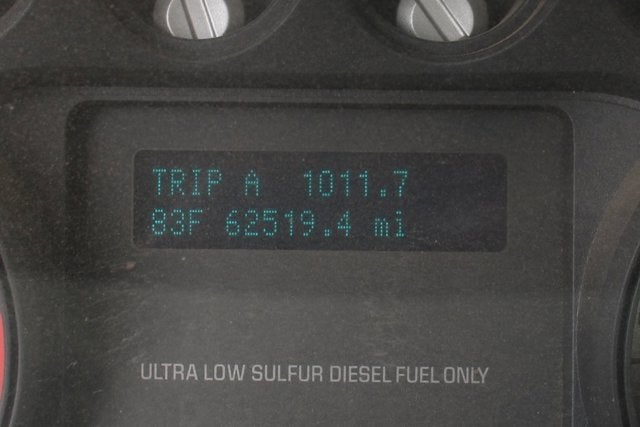 TRIP A 1011.7
83F 62519.4 mi
ULTRA LOW SULFUR DIESEL FUEL ONLY